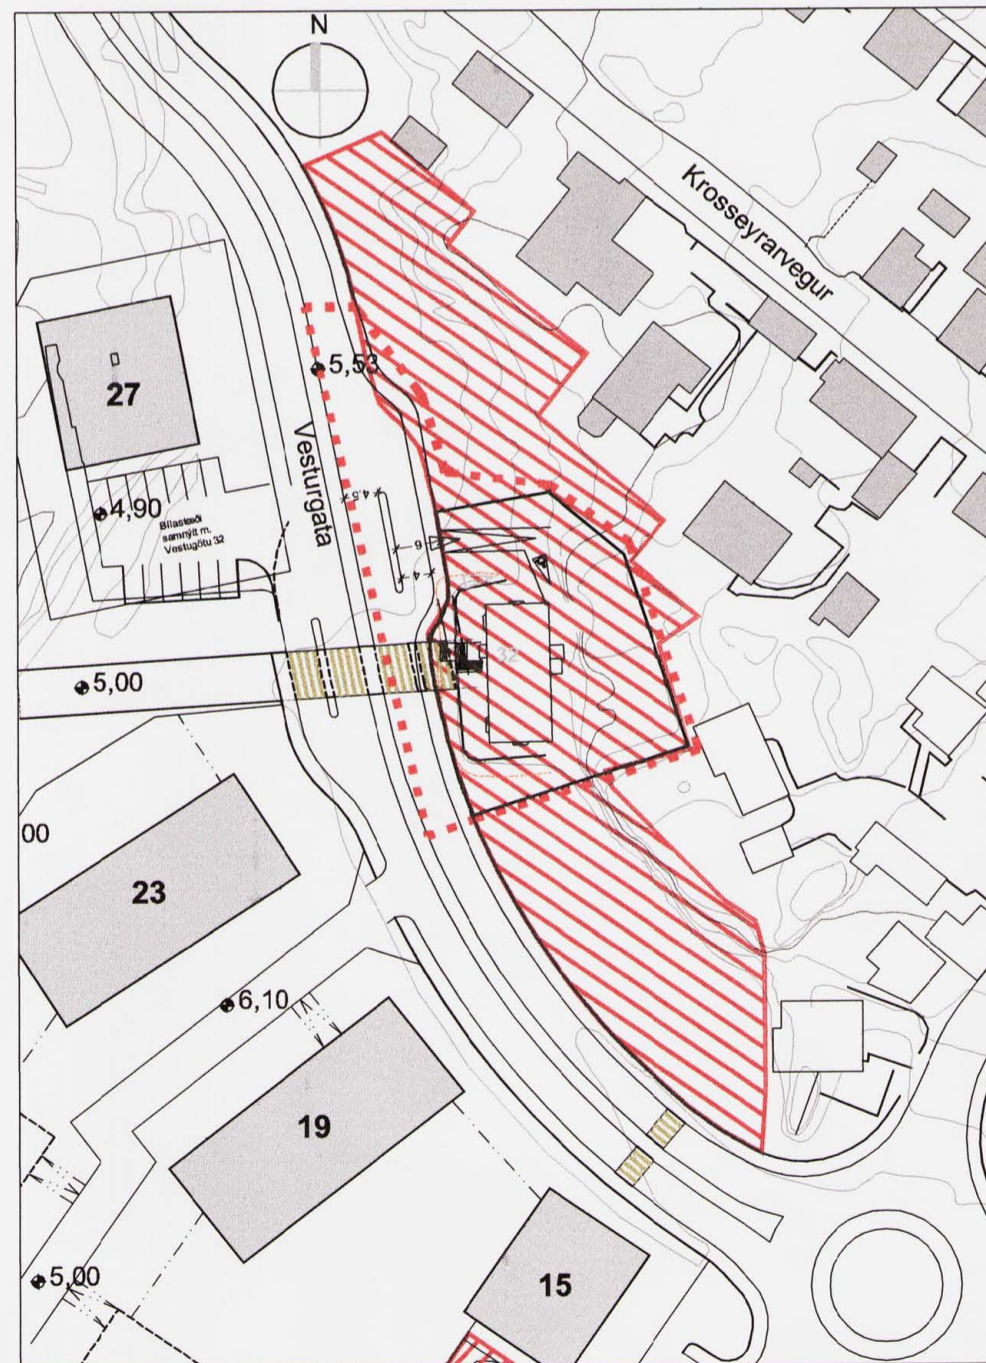 N
Krosseyrarvegur
27
5,53
Vesturgata
4,5
4,90
Bílastæði
samnýtt m.
Vestugötu 32
6
4
32
5,00
00
23
6,10
19
5,00
15